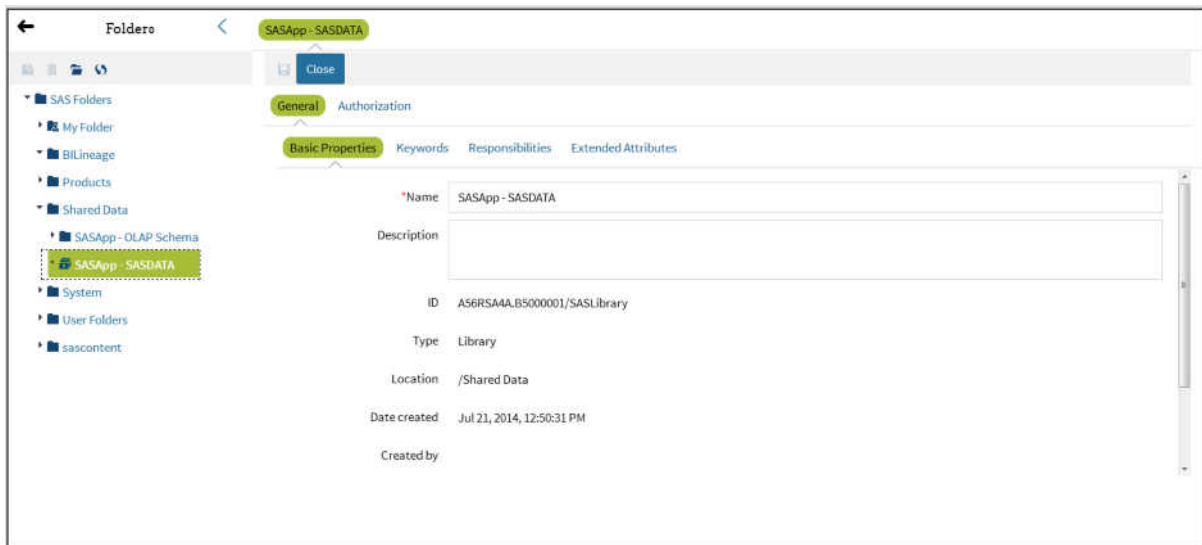 Folders
SASApp - SASDATA
Close
SAS Folders
My Folder
BILineage
Products
Shared Data
SASApp - OLAP Schema
SASApp - SASDATA
System
User Folders
sascontent
General Authorization
Basic Properties Keywords Responsibilities Extended Attributes
*Name SASApp - SASDATA
Description
ID A56RSA4A.B5000001/SASLibrary
Type Library
Location /Shared Data
Date created Jul 21, 2014, 12:50:31 PM
Created by